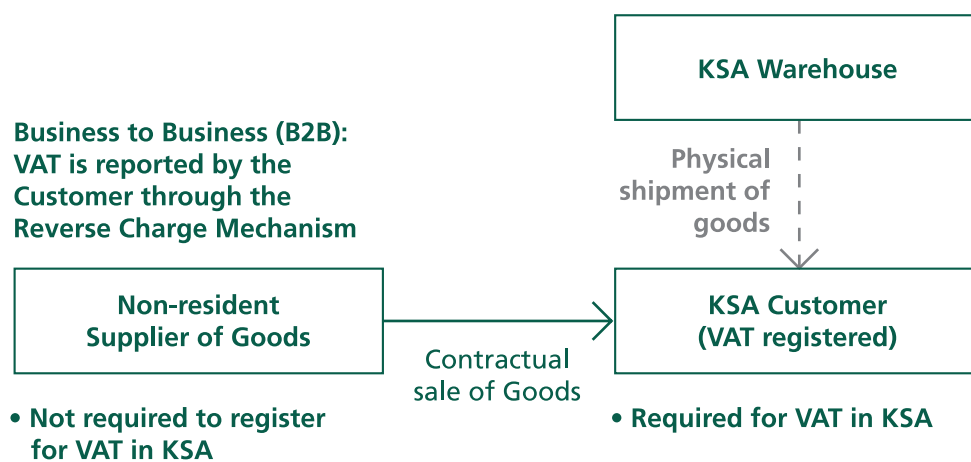 KSA Warehouse
Business to Business (B2B):
VAT is reported by the
Customer through the
Reverse Charge Mechanism
Physical
shipment of
goods
Non-resident
Supplier of Goods
Contractual
sale of Goods
KSA Customer
(VAT registered)
• Not required to register
for VAT in KSA
• Required for VAT in KSA